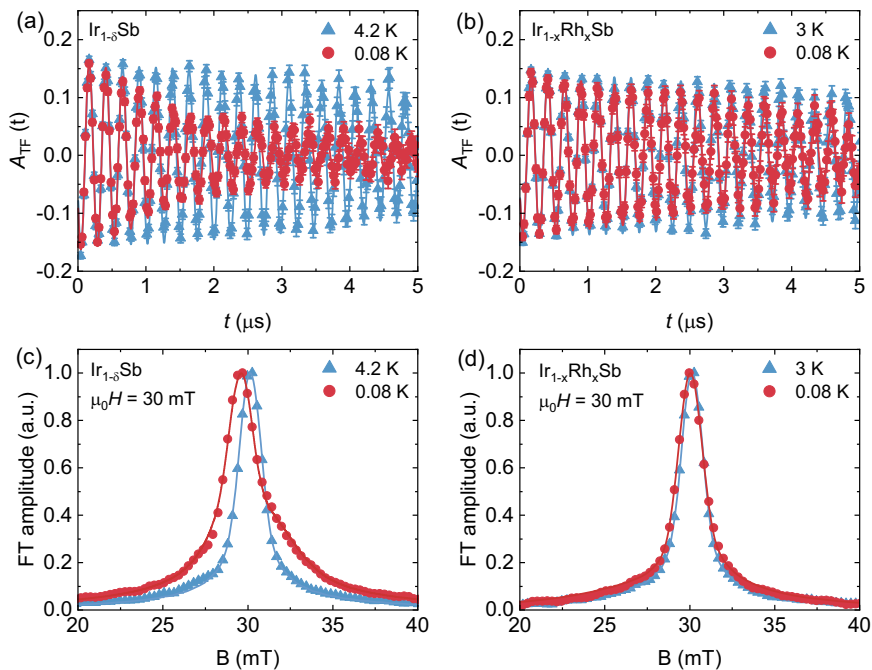 (a)
Ir1-δSb
4.2 K
0.08 K
0.2
0.1
0.0
-0.1
-0.2
ATF (t)
0 1 2 3 4 5
t (μs)
(b)
Ir1-xRhxSb
3 K
0.08 K
0.2
0.1
0.0
-0.1
-0.2
ATF (t)
0 1 2 3 4 5
t (μs)
(c)
Ir1-δSb
μ0H = 30 mT
4.2 K
0.08 K
1.0
0.8
0.6
0.4
0.2
0.0
FT amplitude (a.u.)
20 25 30 35 40
B (mT)
(d)
Ir1-xRhxSb
μ0H = 30 mT
3 K
0.08 K
1.0
0.8
0.6
0.4
0.2
0.0
FT amplitude (a.u.)
20 25 30 35 40
B (mT)